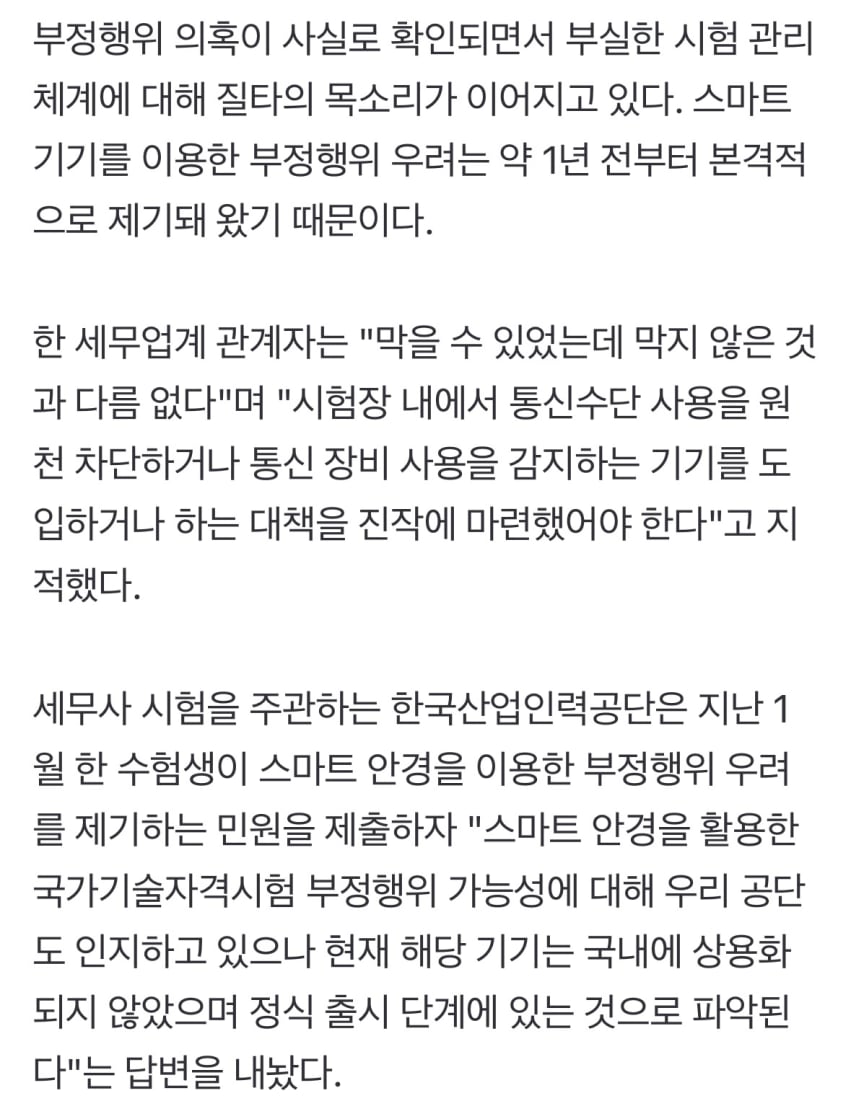 부정행위 의혹이 사실로 확인되면서 부실한 시험 관리
체계에 대해 질타의 목소리가 이어지고 있다. 스마트
기기를 이용한 부정행위 우려는 약 1년 전부터 본격적
으로 제기돼 왔기 때문이다.
한 세무업계 관계자는 "막을 수 있었는데 막지 않은 것
과 다름 없다"며 "시험장 내에서 통신수단 사용을 원
천 차단하거나 통신 장비 사용을 감지하는 기기를 도
입하거나 하는 대책을 진작에 마련했어야 한다"고 지
적했다.
세무사 시험을 주관하는 한국산업인력공단은 지난 1
월 한 수험생이 스마트 안경을 이용한 부정행위 우려
를 제기하는 민원을 제출하자 "스마트 안경을 활용한
국가기술자격시험 부정행위 가능성에 대해 우리 공단
도 인지하고 있으나 현재 해당 기기는 국내에 상용화
되지 않았으며 정식 출시 단계에 있는 것으로 파악된
다"는 답변을 내놨다.